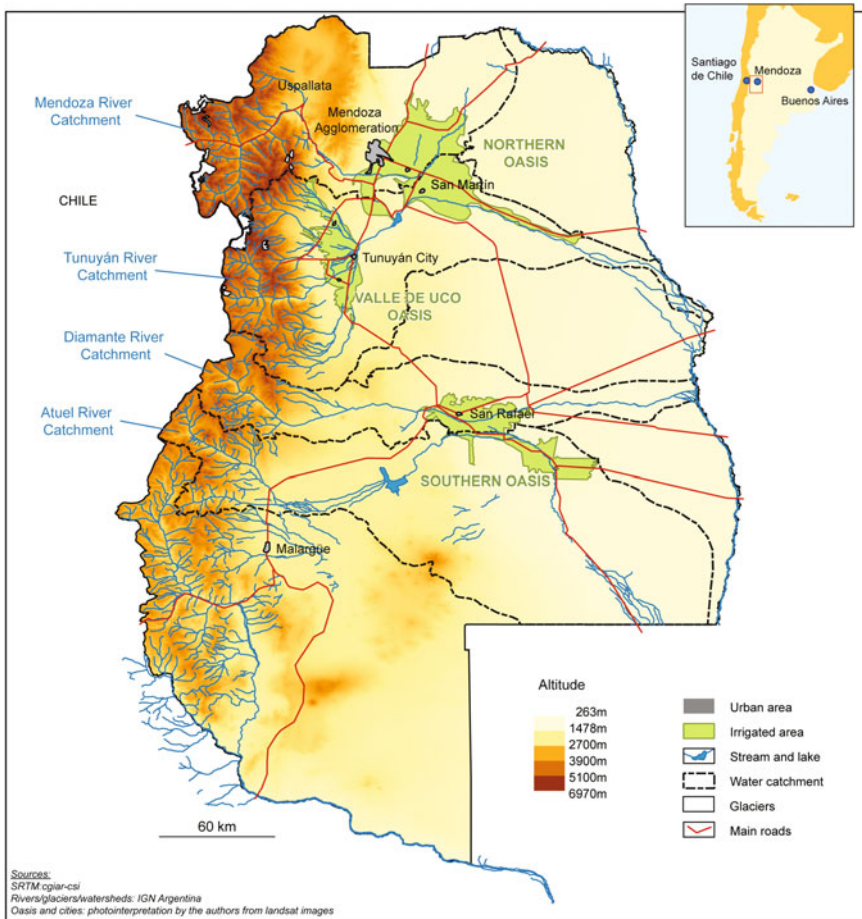 Santiago
de Chile
Mendoza
Buenos Aires
Uspallata
Mendoza River
Catchment
Mendoza
Agglomeration
NORTHERN
OASIS
San Martín
CHILE
Tunuyán River
Catchment
Tunuyán City
VALLE DE UCO
OASIS
Diamante River
Catchment
Atuel River
Catchment
San Rafael
SOUTHERN OASIS
Malargüe
Altitude
263m
1478m
2700m
3900m
5100m
6970m
Urban area
Irrigated area
Stream and lake
Water catchment
Glaciers
Main roads
60 km
Sources:
SRTM:cgiar-csi
Rivers/glaciers/watersheds: IGN Argentina
Oasis and cities: photointerpretation by the authors from landsat images